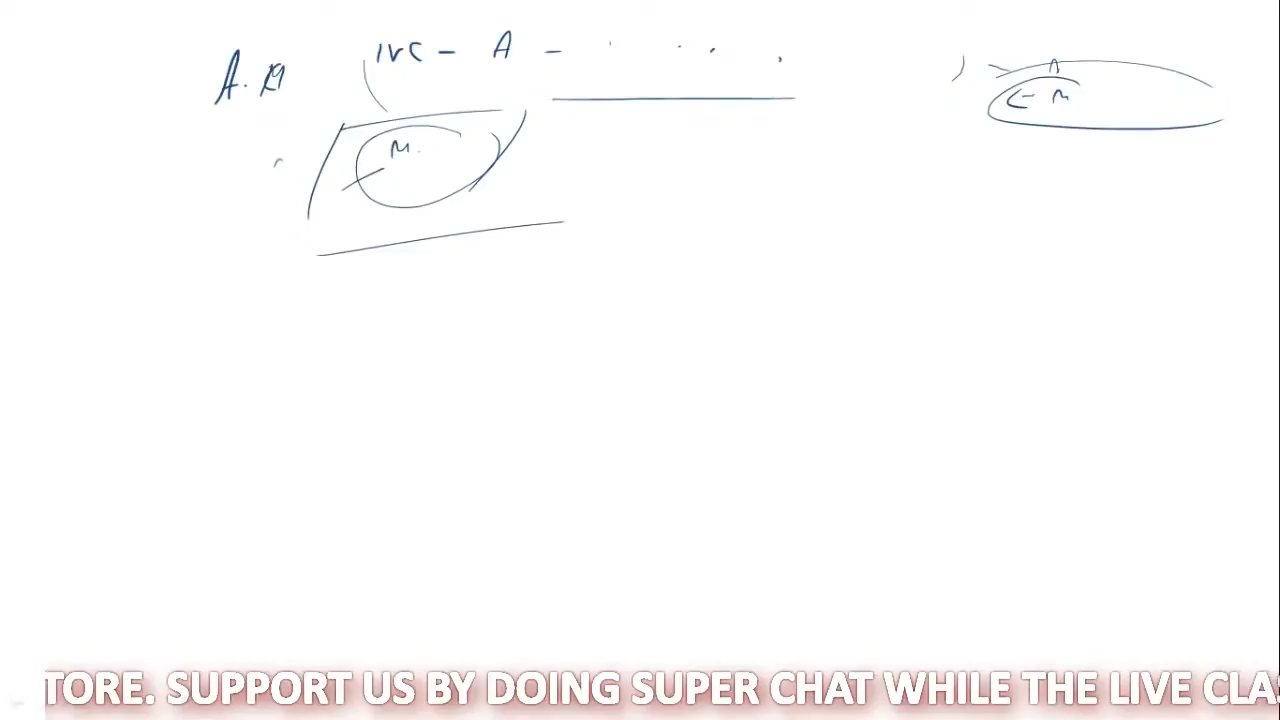 IVC - A -
A
← M
M.
TORE. SUPPORT US BY DOING SUPER CHAT WHILE THE LIVE CLA